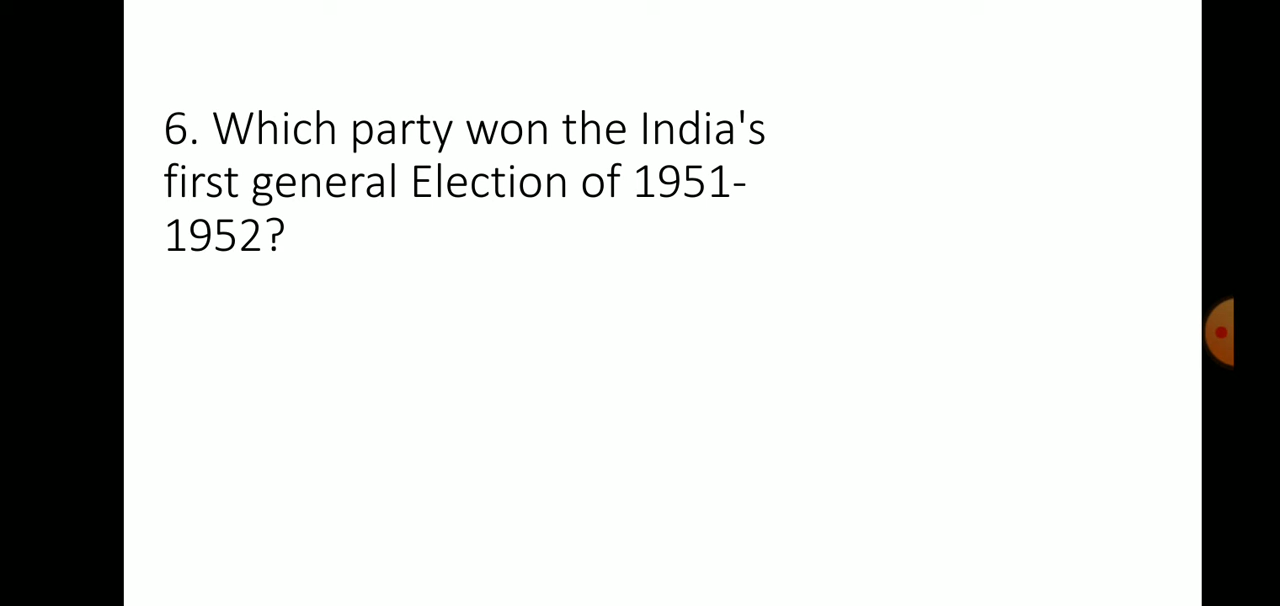 6. Which party won the India's
first general Election of 1951-
1952?